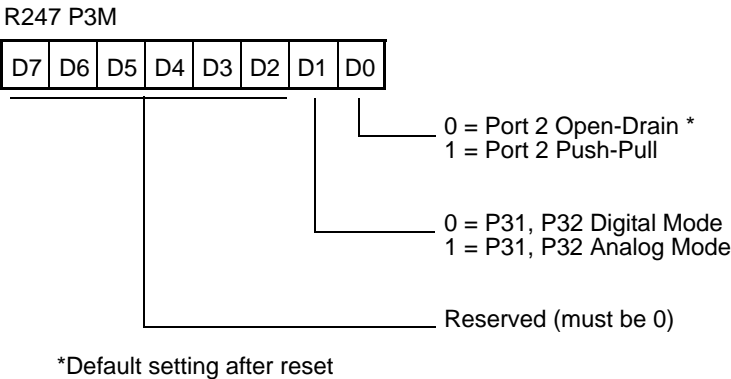 R247 P3M
D7 D6 D5 D4 D3 D2 D1 D0
0 = Port 2 Open-Drain *
1 = Port 2 Push-Pull
0 = P31, P32 Digital Mode
1 = P31, P32 Analog Mode
Reserved (must be 0)
*Default setting after reset